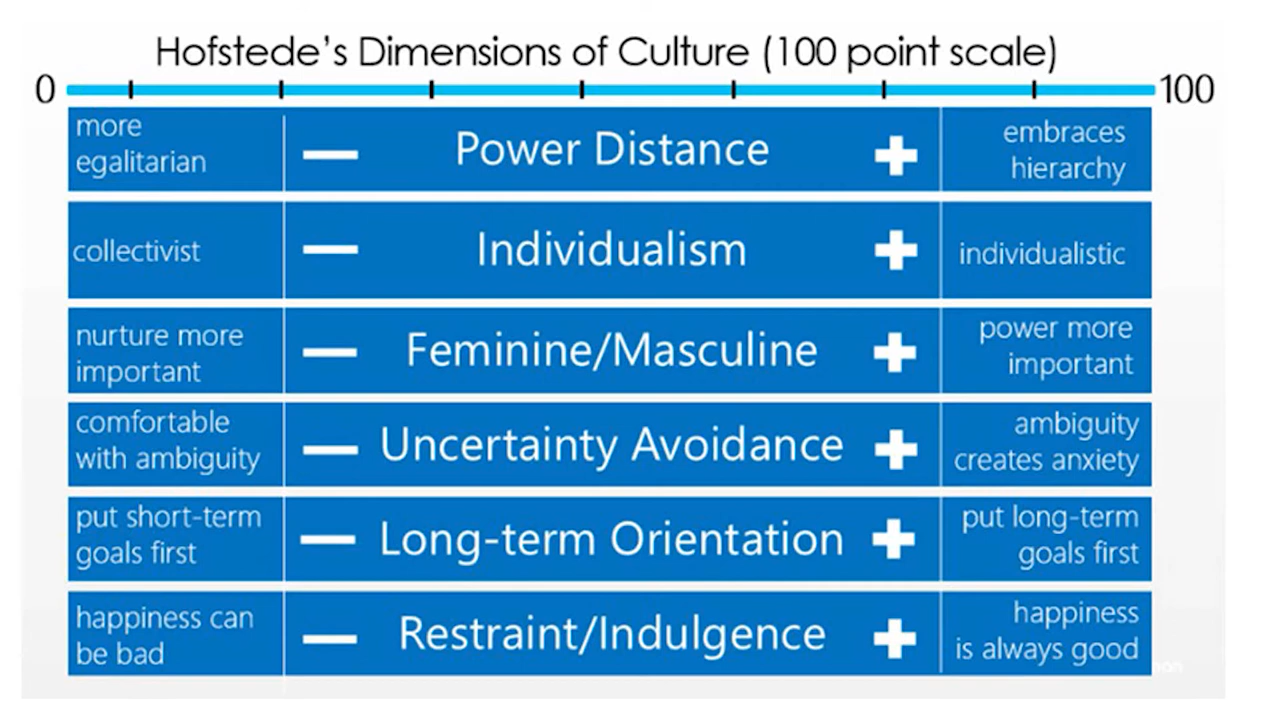 Hofstede's Dimensions of Culture (100 point scale)
0
100
more
egalitarian
Power Distance
embraces
hierarchy
collectivist
Individualism
individualistic
nurture more
important
Feminine/Masculine
power more
important
comfortable
with ambiguity
Uncertainty Avoidance
ambiguity
creates anxiety
put short-term
goals first
Long-term Orientation
put long-term
goals first
happiness can
be bad
Restraint/Indulgence
happiness
is always good